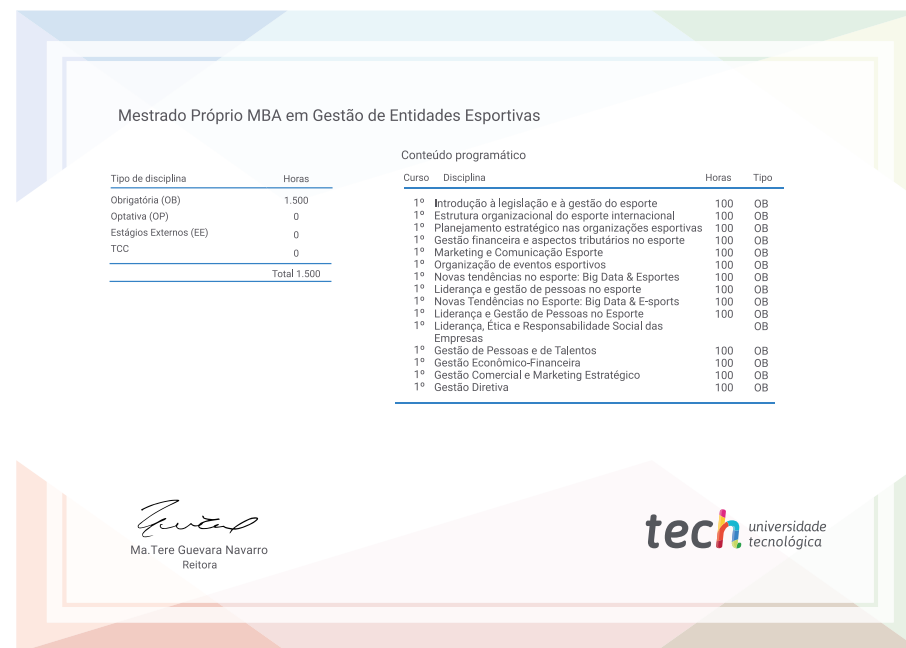 Mestrado Próprio MBA em Gestão de Entidades Esportivas
Tipo de disciplina Horas
Obrigatória (OB) 1.500
Optativa (OP) 0
Estágios Externos (EE) 0
TCC 0
Total 1.500
Conteúdo programático
Curso Disciplina Horas Tipo
1º Introdução à legislação e à gestão do esporte 100 OB
1º Estrutura organizacional do esporte internacional 100 OB
1º Planejamento estratégico nas organizações esportivas 100 OB
1º Gestão financeira e aspectos tributários no esporte 100 OB
1º Marketing e Comunicação Esporte 100 OB
1º Organização de eventos esportivos 100 OB
1º Novas tendências no esporte: Big Data & Esportes 100 OB
1º Liderança e gestão de pessoas no esporte 100 OB
1º Novas Tendências no Esporte: Big Data & E-sports 100 OB
1º Liderança e Gestão de Pessoas no Esporte 100 OB
1º Liderança, Ética e Responsabilidade Social das OB
Empresas
1º Gestão de Pessoas e de Talentos 100 OB
1º Gestão Econômico-Financeira 100 OB
1º Gestão Comercial e Marketing Estratégico 100 OB
1º Gestão Diretiva 100 OB
Ma.Tere Guevara Navarro
Reitora
tech universidade
tecnológica